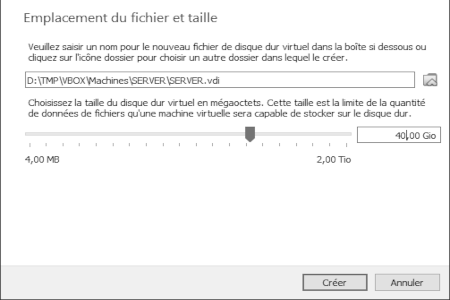 Emplacement du fichier et taille
Veuillez saisir un nom pour le nouveau fichier de disque dur virtuel dans la boîte si dessous ou
cliquez sur l'icône dossier pour choisir un autre dossier dans lequel le créer.
D:\TMP\VBOX\Machines\SERVER\SERVER.vdi
Choisissez la taille du disque dur virtuel en mégaoctets. Cette taille est la limite de la quantité
de données de fichiers qu'une machine virtuelle sera capable de stocker sur le disque dur.
40,00 Gio
4,00 MB 2,00 Tio
Créer Annuler